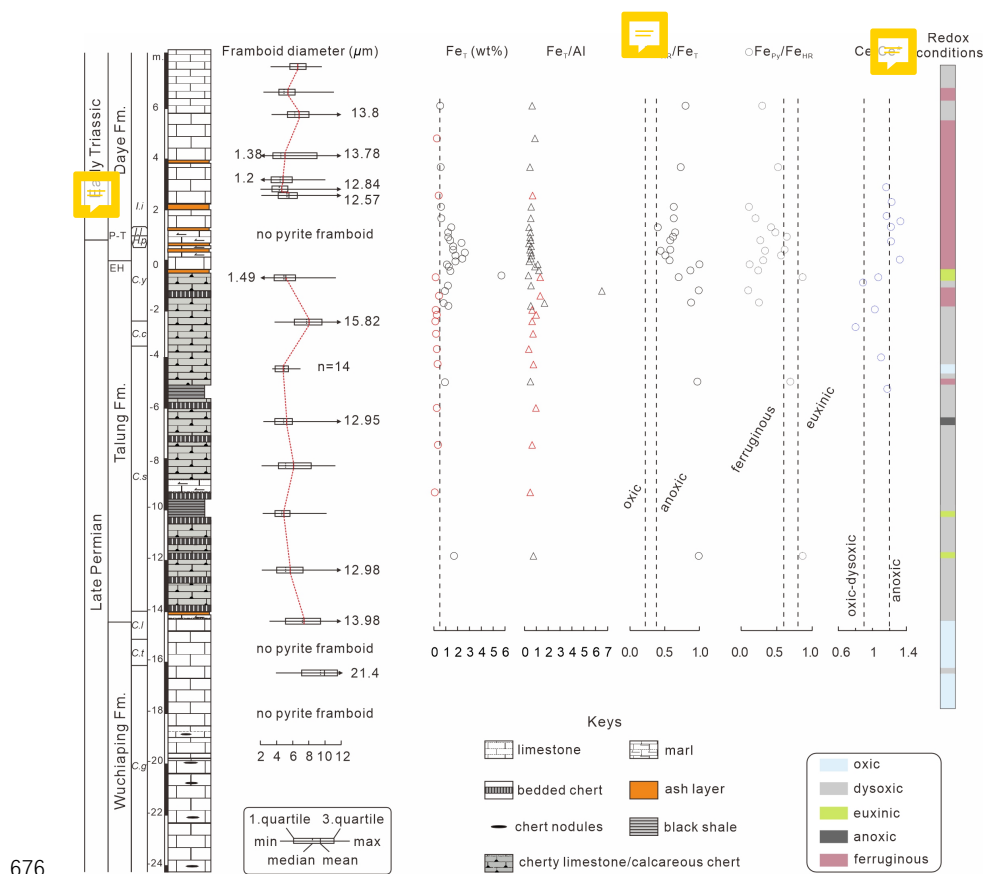 Framboid diameter (μm)
Fe_T (wt%)
Fe_T/Al
/Fe_T
Fe_Py/Fe_HR
Redox
conditions
m.
6
4
2
0
-2
-4
-6
-8
-10
-12
-14
-16
-18
-20
-22
-24
Triassic
Late Permian
Daye Fm.
Talung Fm.
Wuchiaping Fm.
P-T
EH
I.i
H.p
C.y
C.c
C.s
C.l
C.t
C.g
13.8
1.38
13.78
1.2
12.84
12.57
no pyrite framboid
1.49
15.82
n=14
12.95
12.98
13.98
no pyrite framboid
21.4
no pyrite framboid
2 4 6 8 10 12
0 1 2 3 4 5 6
0 1 2 3 4 5 6 7
0.0 0.5 1.0
0.0 0.5 1.0
0.6 1 1.4
oxic
anoxic
ferruginous
euxinic
oxic-dysoxic
anoxic
1.quartile 3.quartile
min max
median mean
Keys
limestone
marl
bedded chert
ash layer
chert nodules
black shale
cherty limestone/calcareous chert
oxic
dysoxic
euxinic
anoxic
ferruginous
676